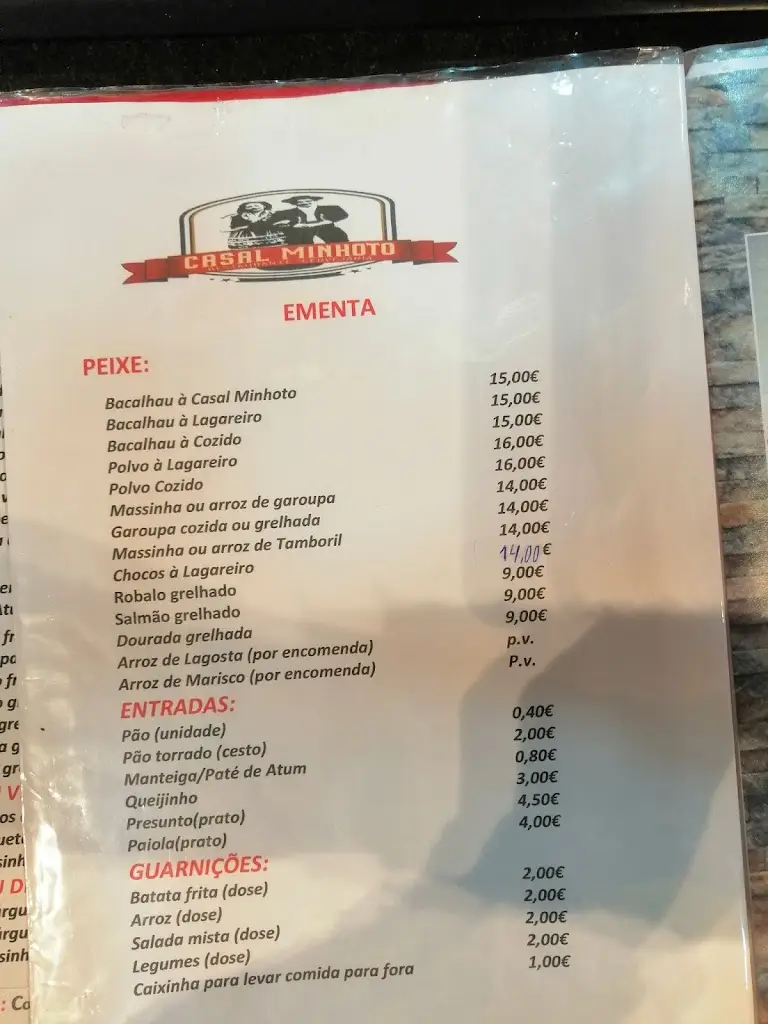 CASAL MINHOTO
EMENTA
PEIXE:
Bacalhau à Casal Minhoto 15,00€
Bacalhau à Lagareiro 15,00€
Bacalhau à Cozido 15,00€
Polvo à Lagareiro 16,00€
Polvo Cozido 16,00€
Massinha ou arroz de garoupa 14,00€
Garoupa cozida ou grelhada 14,00€
Massinha ou arroz de Tamboril 14,00€
Chocos à Lagareiro 14,00€
Robalo grelhado 9,00€
Salmão grelhado 9,00€
Dourada grelhada 9,00€
Arroz de Lagosta (por encomenda) p.v.
Arroz de Marisco (por encomenda) P.v.
ENTRADAS:
Pão (unidade) 0,40€
Pão torrado (cesto) 2,00€
Manteiga/Paté de Atum 0,80€
Queijinho 3,00€
Presunto(prato) 4,50€
Paiola(prato) 4,00€
GUARNIÇÕES:
Batata frita (dose) 2,00€
Arroz (dose) 2,00€
Salada mista (dose) 2,00€
Legumes (dose) 2,00€
Caixinha para levar comida para fora 1,00€